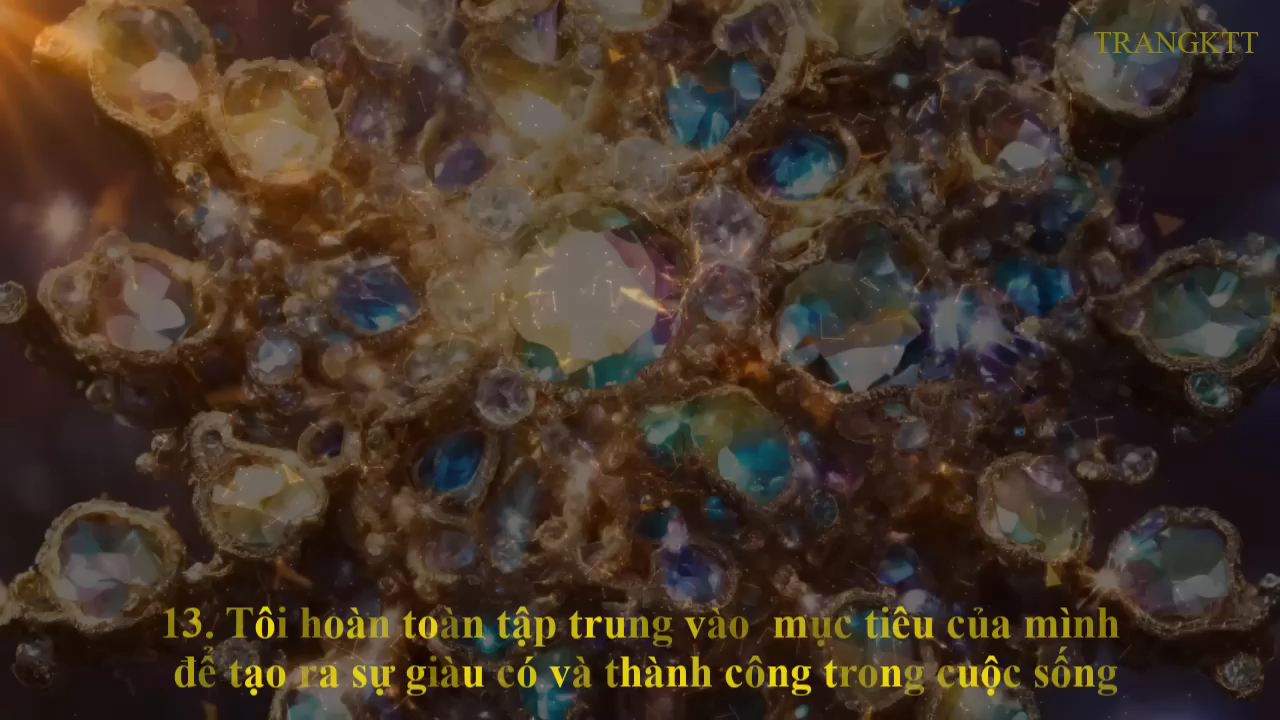 TRANGKTT
13. Tôi hoàn toàn tập trung vào mục tiêu của mình
để tạo ra sự giàu có và thành công trong cuộc sống